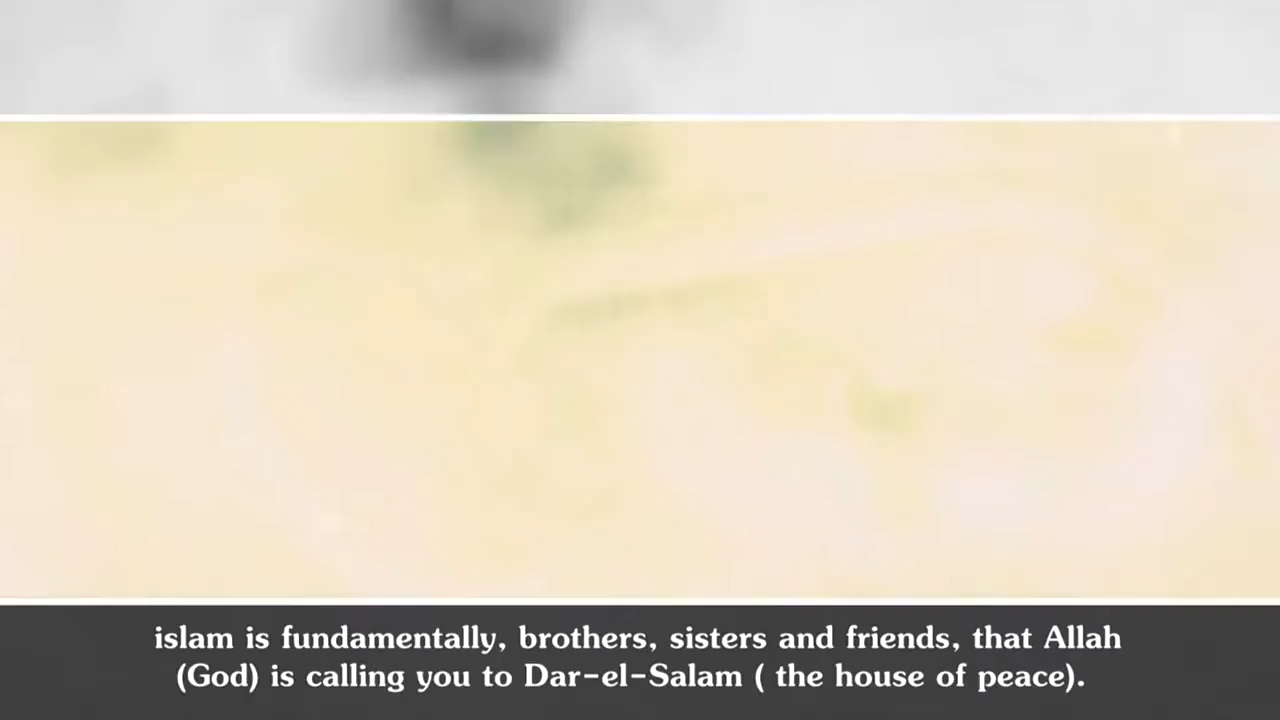 islam is fundamentally, brothers, sisters and friends, that Allah
(God) is calling you to Dar-el-Salam ( the house of peace).